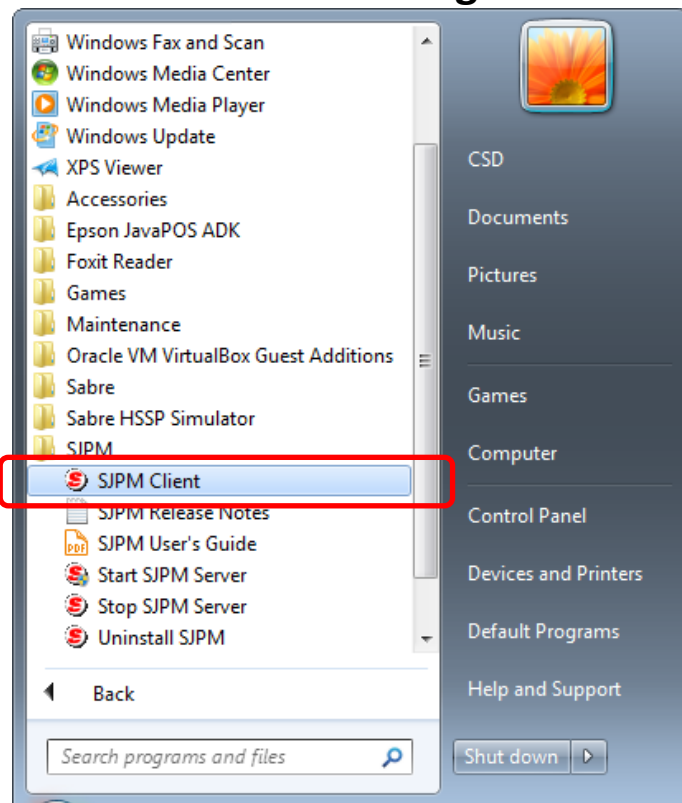 Windows Fax and Scan
Windows Media Center
Windows Media Player
Windows Update
XPS Viewer
Accessories
Epson JavaPOS ADK
Foxit Reader
Games
Maintenance
Oracle VM VirtualBox Guest Additions
Sabre
Sabre HSSP Simulator
SJPM
SJPM Client
SJPM Release Notes
PDF SJPM User's Guide
Start SJPM Server
Stop SJPM Server
Uninstall SJPM
Back
Search programs and files
CSD
Documents
Pictures
Music
Games
Computer
Control Panel
Devices and Printers
Default Programs
Help and Support
Shut down